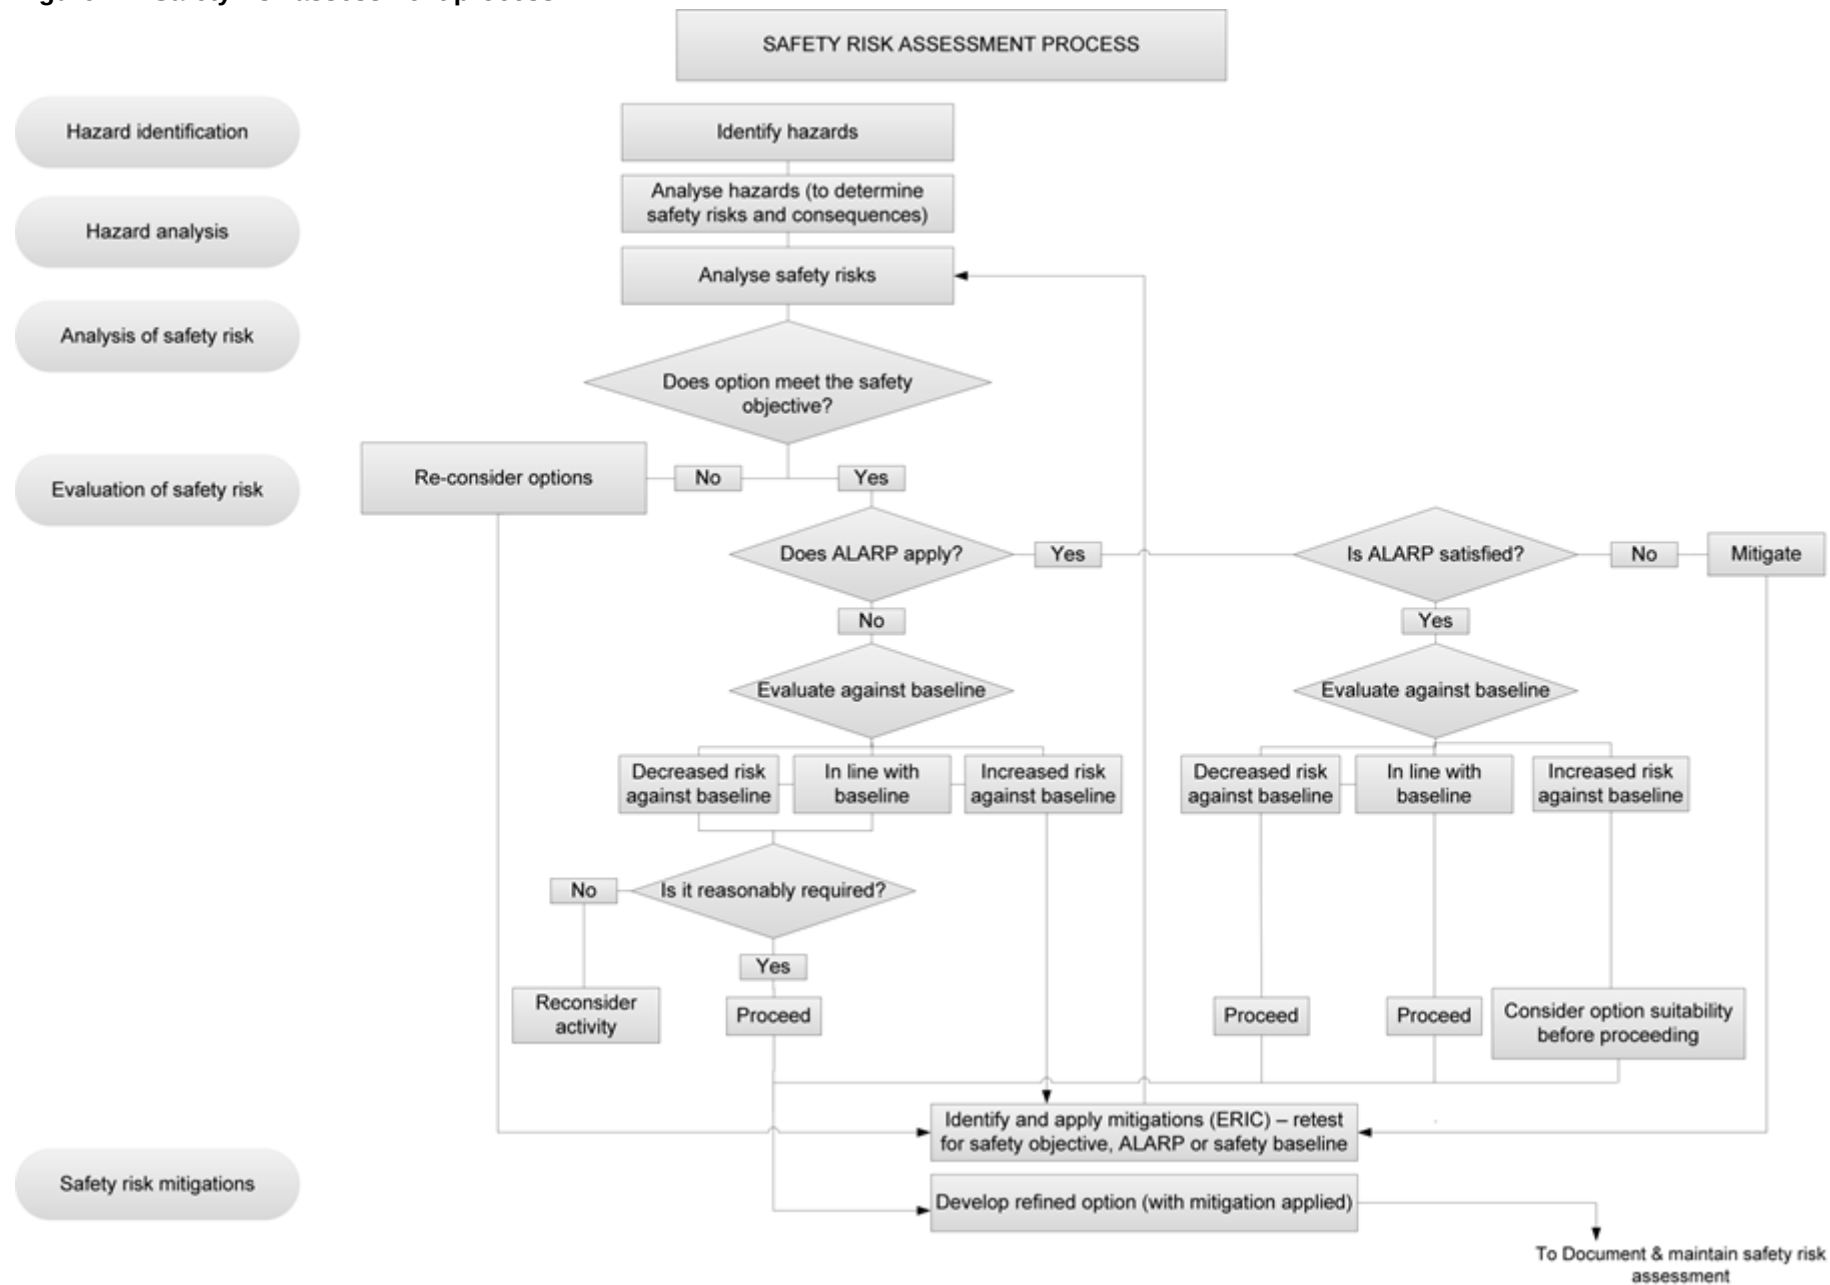 SAFETY RISK ASSESSMENT PROCESS
Hazard identification
Identify hazards
Analyse hazards (to determine
safety risks and consequences)
Hazard analysis
Analyse safety risks
Analysis of safety risk
Does option meet the safety
objective?
Evaluation of safety risk
Re-consider options
No
Yes
Does ALARP apply?
Yes
Is ALARP satisfied?
No
Mitigate
No
Yes
Evaluate against baseline
Evaluate against baseline
Decreased risk
against baseline
In line with
baseline
Increased risk
against baseline
Decreased risk
against baseline
In line with
baseline
Increased risk
against baseline
No
Is it reasonably required?
Yes
Reconsider
activity
Proceed
Proceed
Proceed
Consider option suitability
before proceeding
Identify and apply mitigations (ERIC) – retest
for safety objective, ALARP or safety baseline
Safety risk mitigations
Develop refined option (with mitigation applied)
To Document & maintain safety risk
assessment